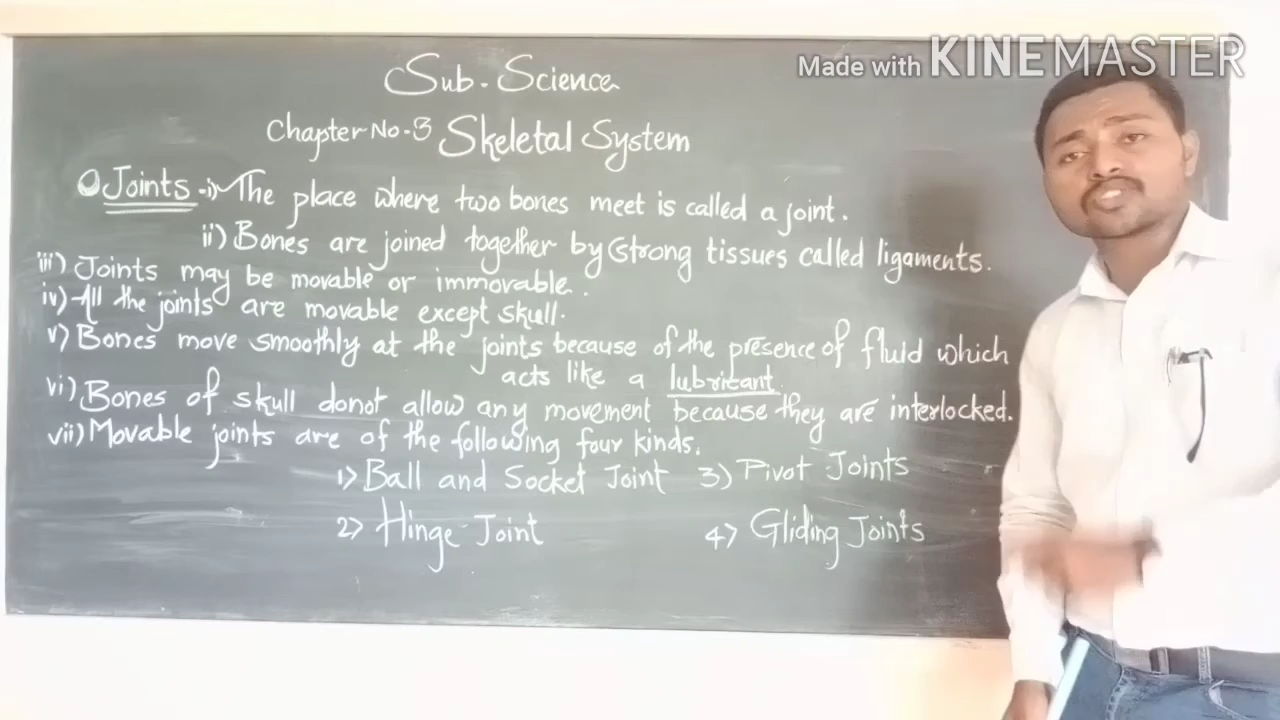 Made with KINEMASTER
Sub. Science
Chapter No-3 Skeletal System
Joints - i) The place where two bones meet is called a joint.
ii) Bones are joined together by strong tissues called ligaments.
iii) Joints may be movable or immovable.
iv) All the joints are movable except skull.
v) Bones move smoothly at the joints because of the presence of fluid which
acts like a lubricant
vi) Bones of skull donot allow any movement because they are interlocked.
vii) Movable joints are of the following four kinds.
1) Ball and Socket Joint 3) Pivot Joints
2) Hinge Joint 4) Gliding Joints